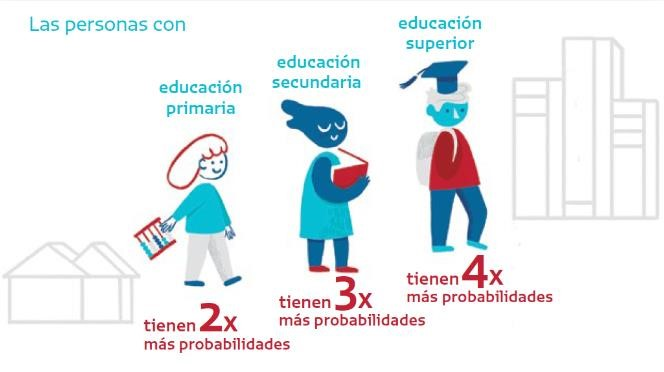 Las personas con
educación
primaria
tienen 2x
más probabilidades
educación
secundaria
tienen 3x
más probabilidades
educación
superior
tienen 4x
más probabilidades